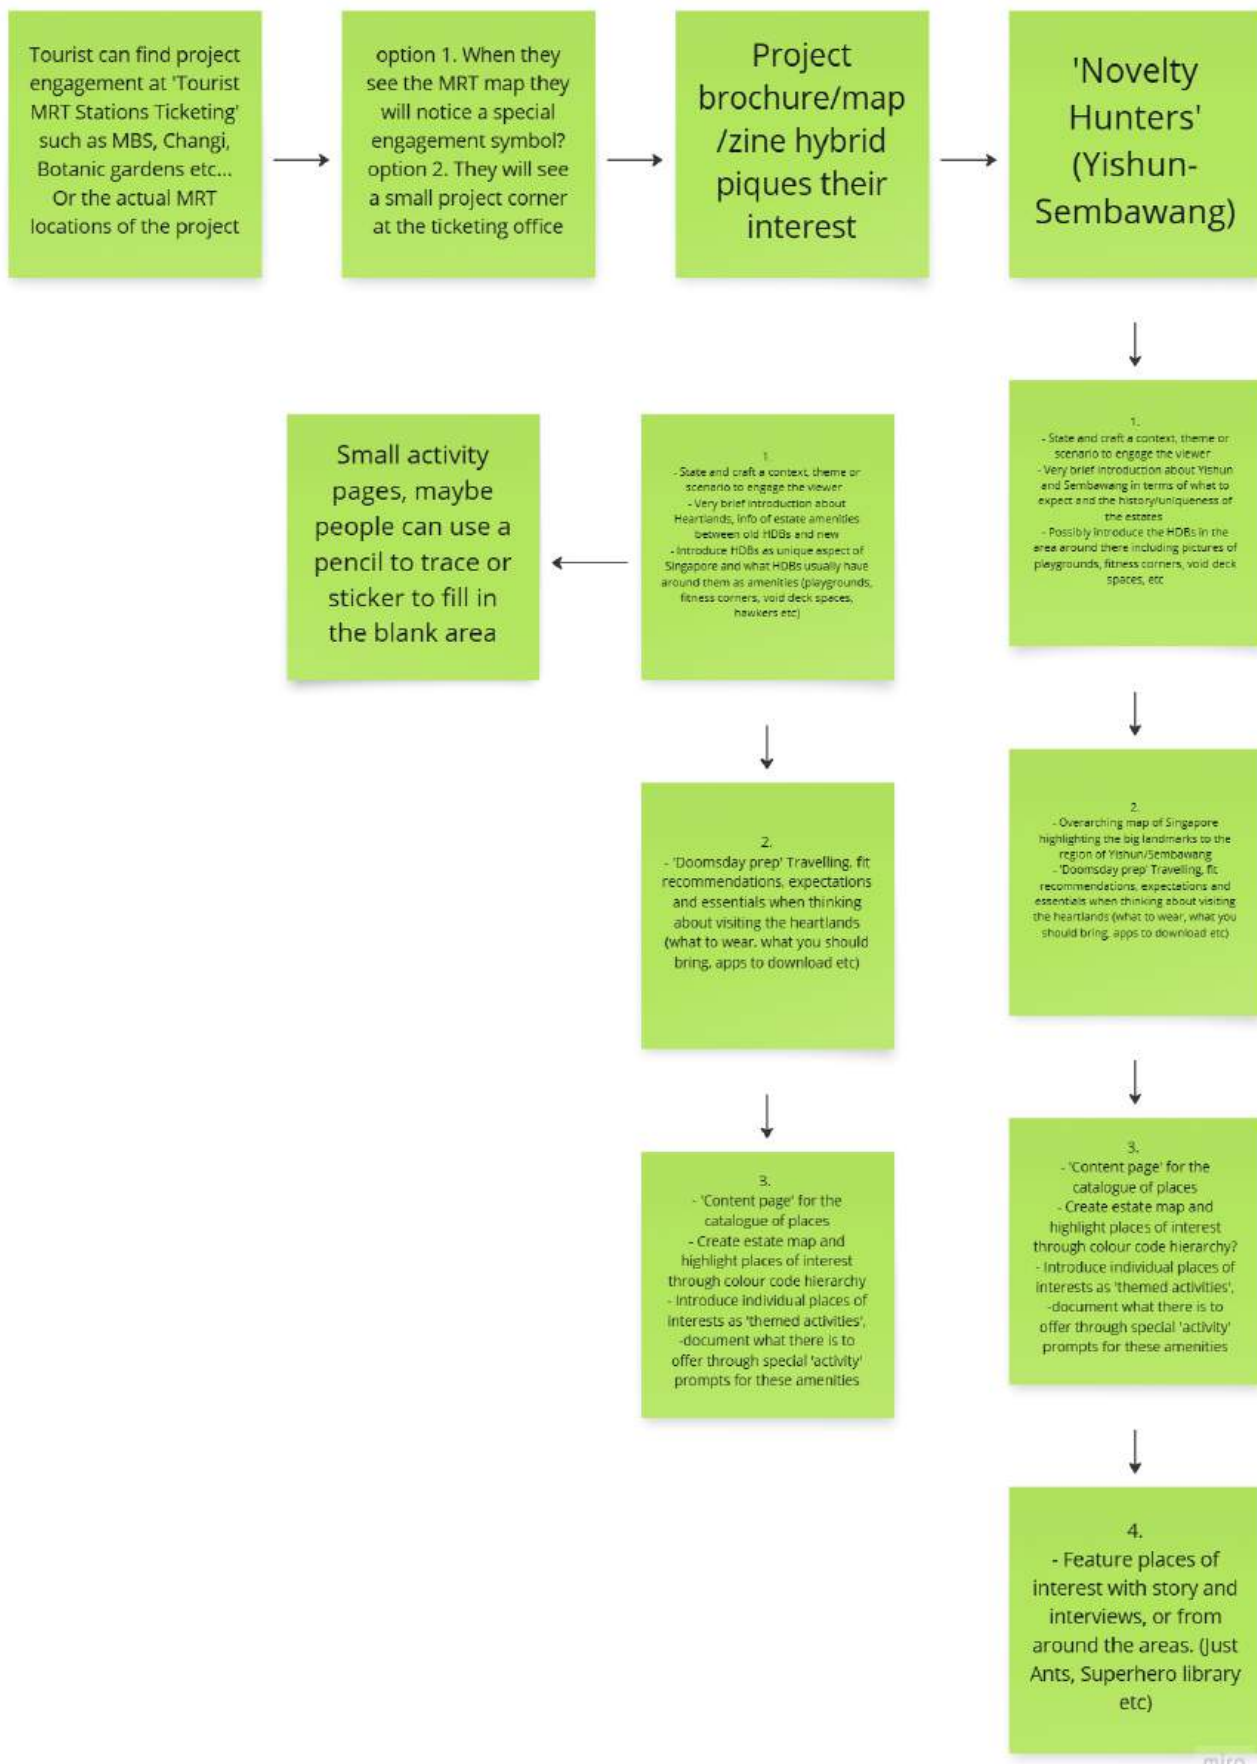 Tourist can find project
engagement at 'Tourist
MRT Stations Ticketing'
such as MBS, Changi,
Botanic gardens etc...
Or the actual MRT
locations of the project
option 1. When they
see the MRT map they
will notice a special
engagement symbol?
option 2. They will see
a small project corner
at the ticketing office
Project
brochure/map
/zine hybrid
piques their
interest
'Novelty
Hunters'
(Yishun-
Sembawang)
Small activity
pages, maybe
people can use a
pencil to trace or
sticker to fill in
the blank area
1.
- State and craft a context, theme or
scenario to engage the viewer
- Very brief introduction about
Heartlands, info of estate amenities
between old HDBs and new
- Introduce HDBs as unique aspect of
Singapore and what HDBs usually have
around them as amenities (playgrounds,
fitness corners, void deck spaces,
hawkers etc)
1.
- State and craft a context, theme or
scenario to engage the viewer
- Very brief introduction about Yishun
and Sembawang in terms of what to
expect and the history/uniqueness of
the estates
- Possibly introduce the HDBs in the
area around there including pictures of
playgrounds, fitness corners, void deck
spaces, etc
2.
- 'Doomsday prep' Travelling, fit
recommendations, expectations
and essentials when thinking
about visiting the heartlands
(what to wear, what you should
bring, apps to download etc)
2.
- Overarching map of Singapore
highlighting the big landmarks to the
region of Yishun/Sembawang
- 'Doomsday prep' Travelling, fit
recommendations, expectations and
essentials when thinking about visiting
the heartlands (what to wear, what you
should bring, apps to download etc)
3.
- 'Content page' for the
catalogue of places
- Create estate map and
highlight places of interest
through colour code hierarchy
- Introduce individual places of
interests as 'themed activities',
-document what there is to
offer through special 'activity'
prompts for these amenities
3.
- 'Content page' for the
catalogue of places
- Create estate map and
highlight places of interest
through colour code hierarchy?
- Introduce individual places of
interests as 'themed activities',
-document what there is to
offer through special 'activity'
prompts for these amenities
4.
- Feature places of
interest with story and
interviews, or from
around the areas. (Just
Ants, Superhero library
etc)
miro